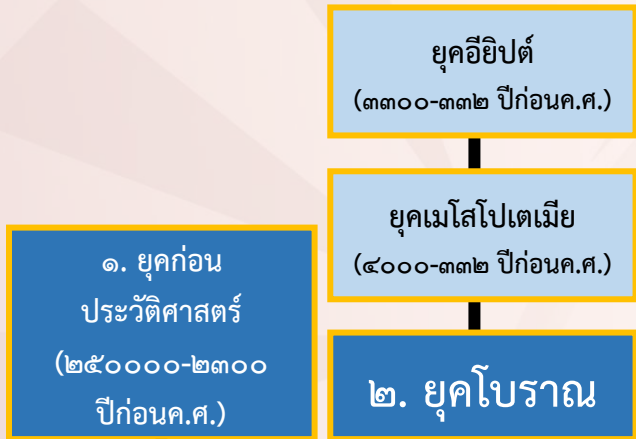 ยุคอียิปต์
(๓๓๐๐-๓๓๒ ปีก่อนค.ศ.)
ยุคเมโสโปเตเมีย
(๔๐๐๐-๓๓๒ ปีก่อนค.ศ.)
๑. ยุคก่อน
ประวัติศาสตร์
(๒๕๐๐๐๐-๒๓๐๐
ปีก่อนค.ศ.)
๒. ยุคโบราณ